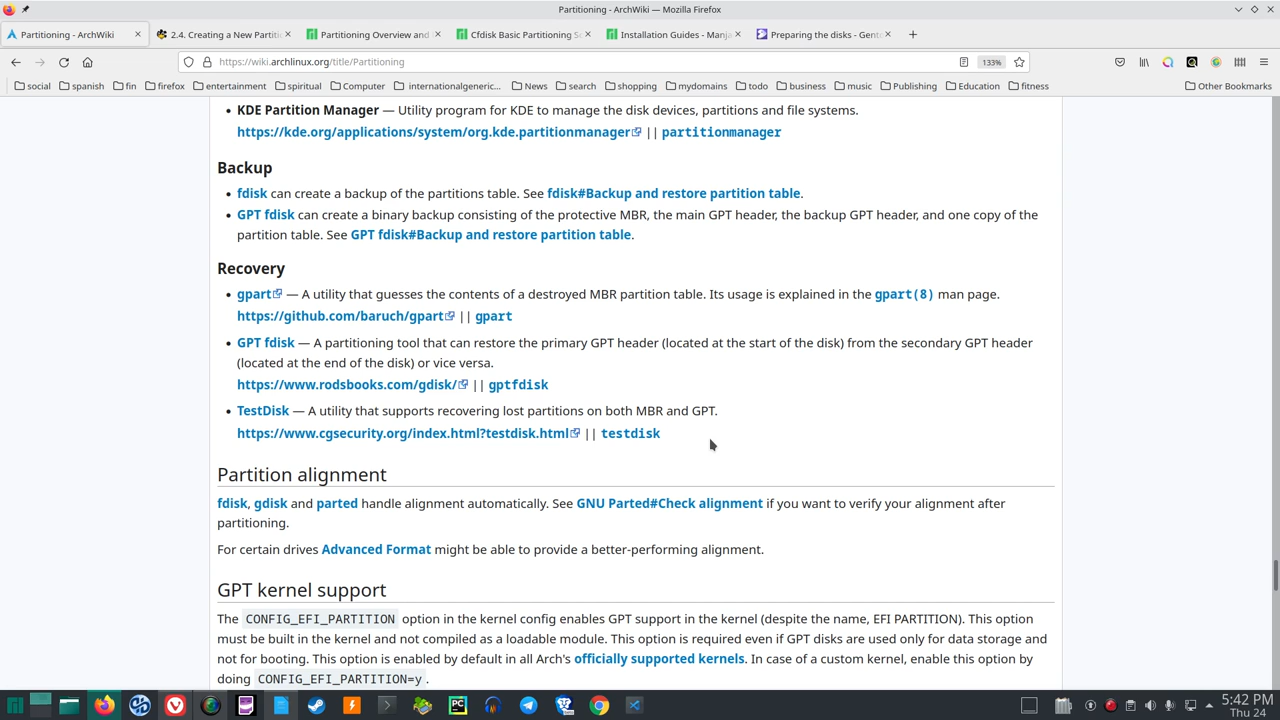 Partitioning - ArchWiki — Mozilla Firefox
Partitioning - ArchWiki
2.4. Creating a New Partiti
Partitioning Overview and
Cfdisk Basic Partitioning S
Installation Guides - Manja
Preparing the disks - Gent
https://wiki.archlinux.org/title/Partitioning
133%
social spanish fin firefox entertainment spiritual Computer internationalgeneric... News search shopping mydomains todo business music Publishing Education fitness Other Bookmarks
KDE Partition Manager — Utility program for KDE to manage the disk devices, partitions and file systems.
https://kde.org/applications/system/org.kde.partitionmanager || partitionmanager
Backup
fdisk can create a backup of the partitions table. See fdisk#Backup and restore partition table.
GPT fdisk can create a binary backup consisting of the protective MBR, the main GPT header, the backup GPT header, and one copy of the
partition table. See GPT fdisk#Backup and restore partition table.
Recovery
gpart — A utility that guesses the contents of a destroyed MBR partition table. Its usage is explained in the gpart(8) man page.
https://github.com/baruch/gpart || gpart
GPT fdisk — A partitioning tool that can restore the primary GPT header (located at the start of the disk) from the secondary GPT header
(located at the end of the disk) or vice versa.
https://www.rodsbooks.com/gdisk/ || gptfdisk
TestDisk — A utility that supports recovering lost partitions on both MBR and GPT.
https://www.cgsecurity.org/index.html?testdisk.html || testdisk
Partition alignment
fdisk, gdisk and parted handle alignment automatically. See GNU Parted#Check alignment if you want to verify your alignment after
partitioning.
For certain drives Advanced Format might be able to provide a better-performing alignment.
GPT kernel support
The CONFIG_EFI_PARTITION option in the kernel config enables GPT support in the kernel (despite the name, EFI PARTITION). This option
must be built in the kernel and not compiled as a loadable module. This option is required even if GPT disks are used only for data storage and
not for booting. This option is enabled by default in all Arch's officially supported kernels. In case of a custom kernel, enable this option by
doing CONFIG_EFI_PARTITION=y.
5:42 PM
Thu 24